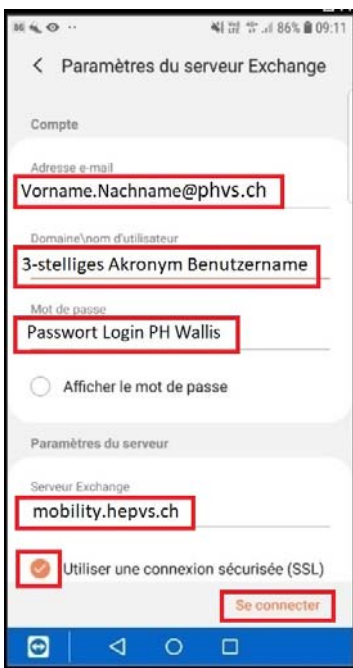 86% 09:11
Paramètres du serveur Exchange
Compte
Adresse e-mail
Vorname.Nachname@phvs.ch
Domaine\nom d'utilisateur
3-stelliges Akronym Benutzername
Mot de passe
Passwort Login PH Wallis
Afficher le mot de passe
Paramètres du serveur
Serveur Exchange
mobility.hepvs.ch
Utiliser une connexion sécurisée (SSL)
Se connecter